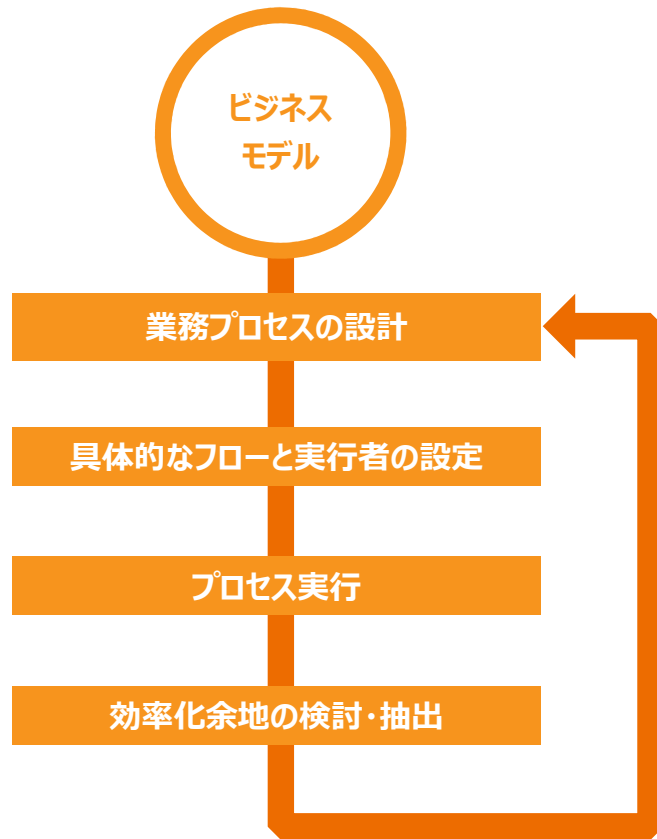 ビジネス
モデル
業務プロセスの設計
具体的なフローと実行者の設定
プロセス実行
効率化余地の検討・抽出